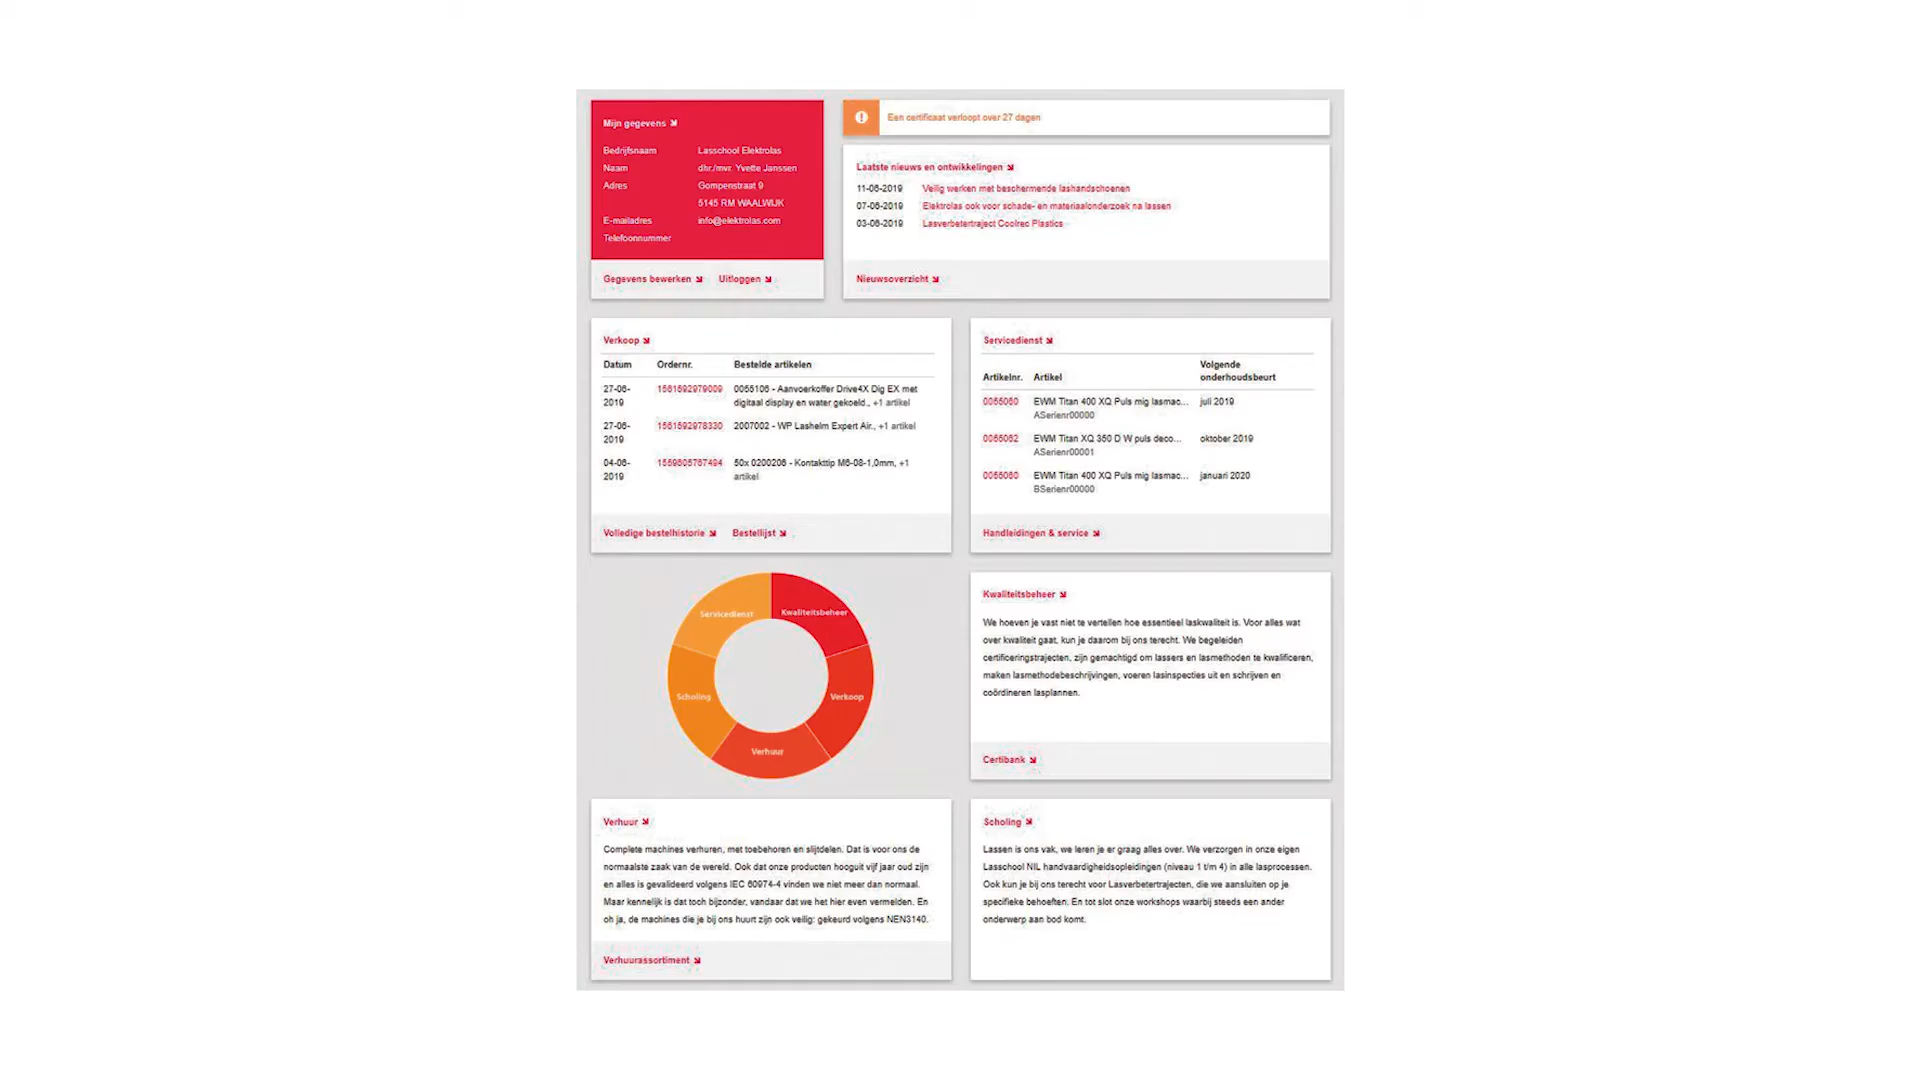 Mijn gegevens
Bedrijfsnaam Lasschool Elektrolas
Naam dhr./mvr. Yvette Janssen
Adres Gompenstraat 9
5145 RM WAALWIJK
E-mailadres info@elektrolas.com
Telefoonnummer
Gegevens bewerken Uitloggen
Een certificaat verloopt over 27 dagen
Laatste nieuws en ontwikkelingen
11-06-2019 Veilig werken met beschermende lashandschoenen
07-06-2019 Elektrolas ook voor schade- en materiaalonderzoek na lassen
03-06-2019 Lasverbetertraject Coolrec Plastics
Nieuwsoverzicht
Verkoop
Datum Ordernr. Bestelde artikelen
27-06- 1561592979009 0055106 - Aanvoerkoffer Drive4X Dig EX met
2019 digitaal display en water gekoeld., +1 artikel
27-06- 1561592978330 2007002 - WP Lashelm Expert Air., +1 artikel
2019
04-06- 1559605767494 50x 0200206 - Kontakttip M6-08-1,0mm, +1
2019 artikel
Volledige bestelhistorie Bestellijst
Servicedienst
Volgende
Artikelnr. Artikel onderhoudsbeurt
0055060 EWM Titan 400 XQ Puls mig lasmac... juli 2019
ASerienr00000
0055062 EWM Titan XQ 350 D W puls deco... oktober 2019
ASerienr00001
0055060 EWM Titan 400 XQ Puls mig lasmac... januari 2020
BSerienr00000
Handleidingen & service
Servicedienst
Kwaliteitsbeheer
Scholing
Verkoop
Verhuur
Kwaliteitsbeheer
We hoeven je vast niet te vertellen hoe essentieel laskwaliteit is. Voor alles wat
over kwaliteit gaat, kun je daarom bij ons terecht. We begeleiden
certificeringstrajecten, zijn gemachtigd om lassers en lasmethoden te kwalificeren,
maken lasmethodebeschrijvingen, voeren lasinspecties uit en schrijven en
coördineren lasplannen.
Certibank
Verhuur
Complete machines verhuren, met toebehoren en slijtdelen. Dat is voor ons de
normaalste zaak van de wereld. Ook dat onze producten hooguit vijf jaar oud zijn
en alles is gevalideerd volgens IEC 60974-4 vinden we niet meer dan normaal.
Maar kennelijk is dat toch bijzonder, vandaar dat we het hier even vermelden. En
oh ja, de machines die je bij ons huurt zijn ook veilig: gekeurd volgens NEN3140.
Verhuurassortiment
Scholing
Lassen is ons vak, we leren je er graag alles over. We verzorgen in onze eigen
Lasschool NIL handvaardigheidsopleidingen (niveau 1 t/m 4) in alle lasprocessen.
Ook kun je bij ons terecht voor Lasverbetertrajecten, die we aansluiten op je
specifieke behoeften. En tot slot onze workshops waarbij steeds een ander
onderwerp aan bod komt.